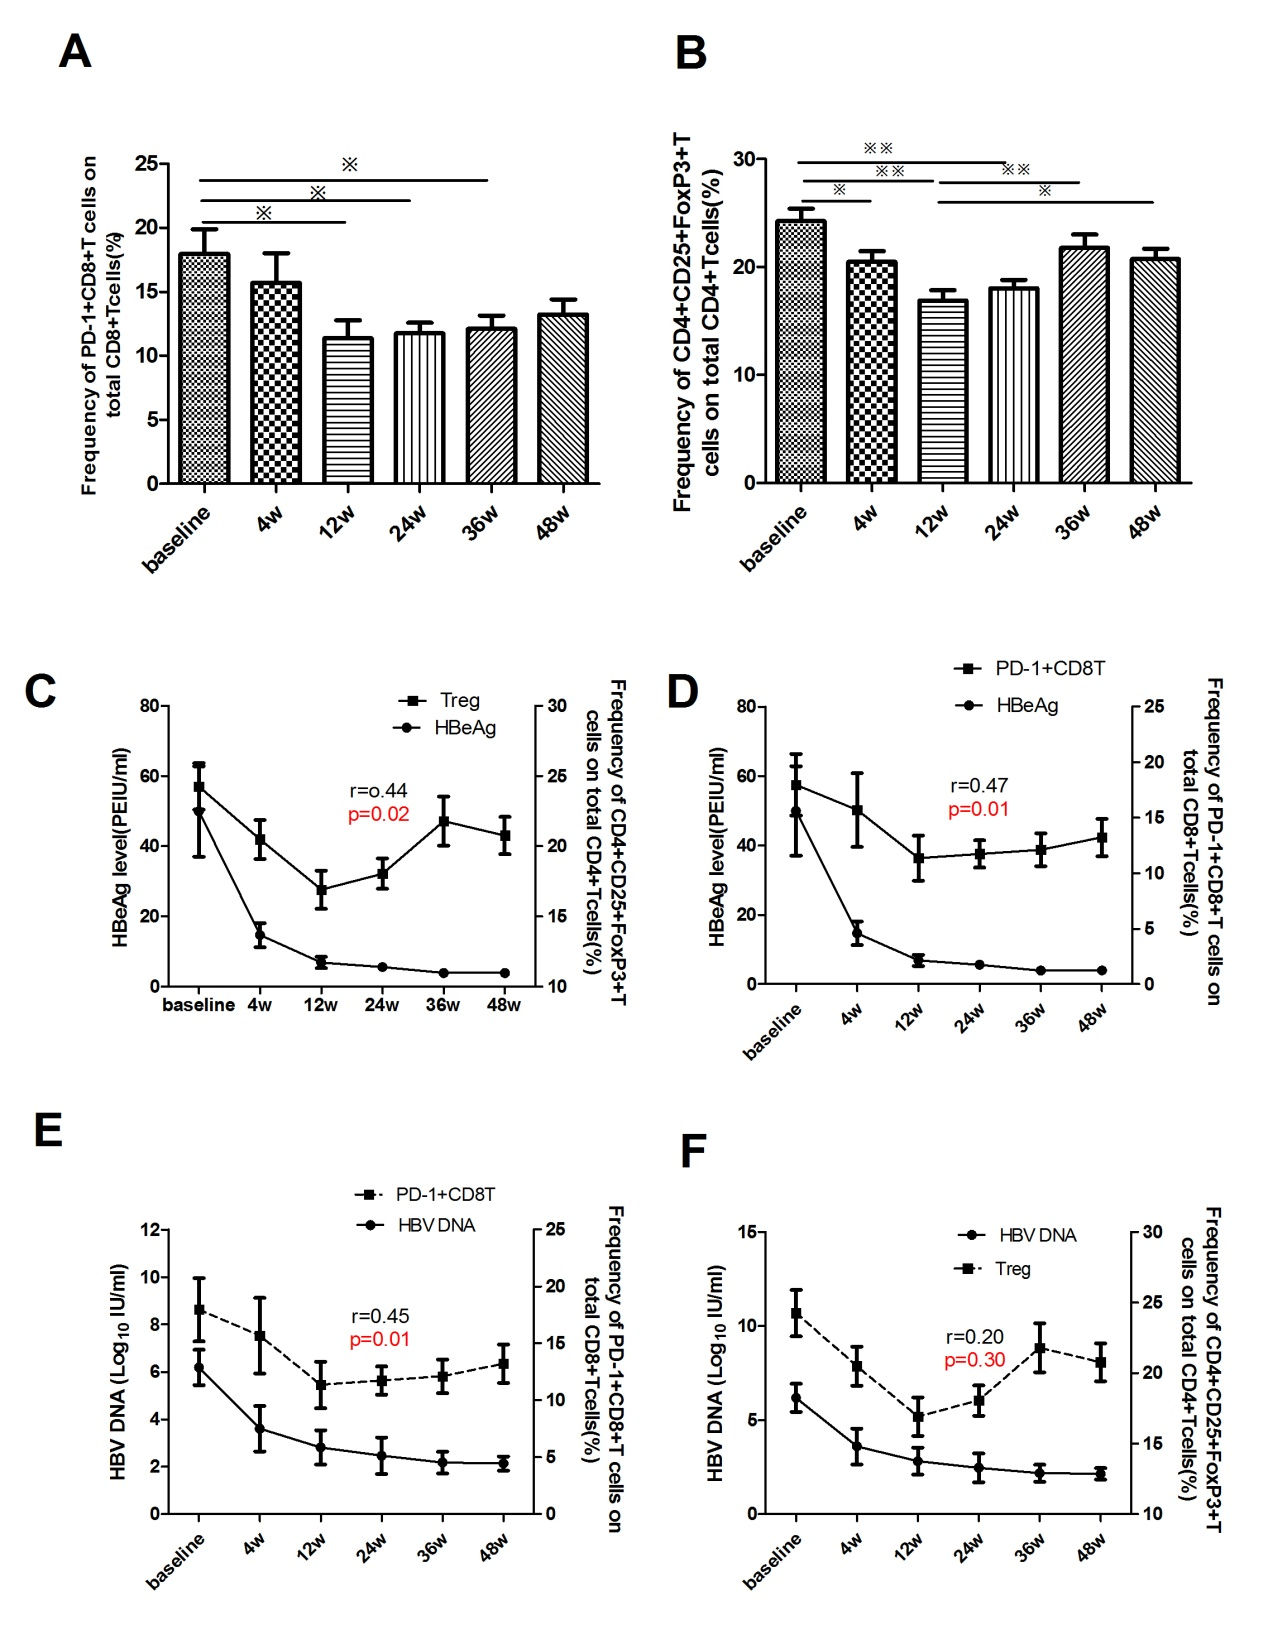 A
Frequency of PD-1+CD8+T cells on
total CD8+Tcells(%)
25
20
15
10
5
0
※
※
※
baseline
4w
12w
24w
36w
48w
B
Frequency of CD4+CD25+FoxP3+T
cells on total CD4+Tcells(%)
30
20
10
0
※※
※※
※
※※
※
baseline
4w
12w
24w
36w
48w
C
HBeAg level(PEIU/ml)
80
60
40
20
0
Treg
HBeAg
r=o.44
p=0.02
30
25
20
15
10
Frequency of CD4+CD25+FoxP3+T
cells on total CD4+Tcells(%)
baseline
4w
12w
24w
36w
48w
D
HBeAg level(PEIU/ml)
80
60
40
20
0
PD-1+CD8T
HBeAg
r=0.47
p=0.01
25
20
15
10
5
0
Frequency of PD-1+CD8+T cells on
total CD8+Tcells(%)
baseline
4w
12w
24w
36w
48w
E
HBV DNA (Log10 IU/ml)
12
10
8
6
4
2
0
PD-1+CD8T
HBV DNA
r=0.45
p=0.01
25
20
15
10
5
0
Frequency of PD-1+CD8+T cells on
total CD8+Tcells(%)
baseline
4w
12w
24w
36w
48w
F
HBV DNA (Log10 IU/ml)
15
10
5
0
HBV DNA
Treg
r=0.20
p=0.30
30
25
20
15
10
Frequency of CD4+CD25+FoxP3+T
cells on total CD4+Tcells(%)
baseline
4w
12w
24w
36w
48w